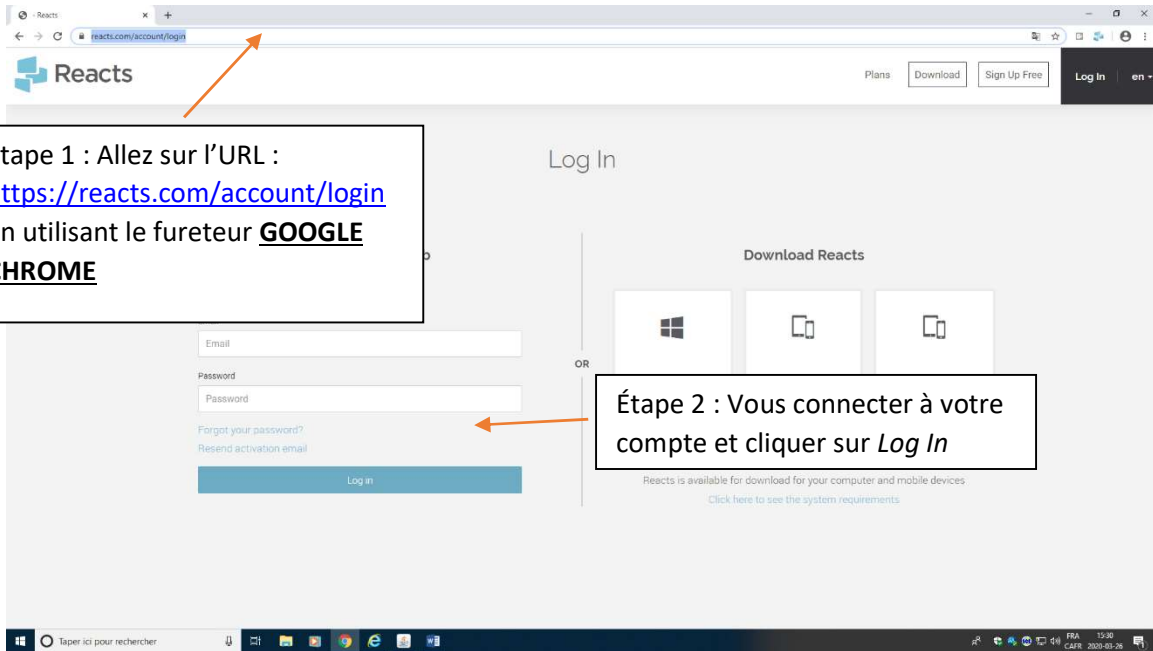 - Reacts
reacts.com/account/login
Reacts
Plans
Download
Sign Up Free
Log In
en
tape 1 : Allez sur l'URL :
ttps://reacts.com/account/login
n utilisant le fureteur GOOGLE
CHROME
Log In
Download Reacts
Email
OR
Password
Password
Étape 2 : Vous connecter à votre
compte et cliquer sur Log In
Forgot your password?
Resend activation email
Log in
Reacts is available for download for your computer and mobile devices
Click here to see the system requirements
Taper ici pour rechercher
FRA
CAFR
15:30
2020-03-26